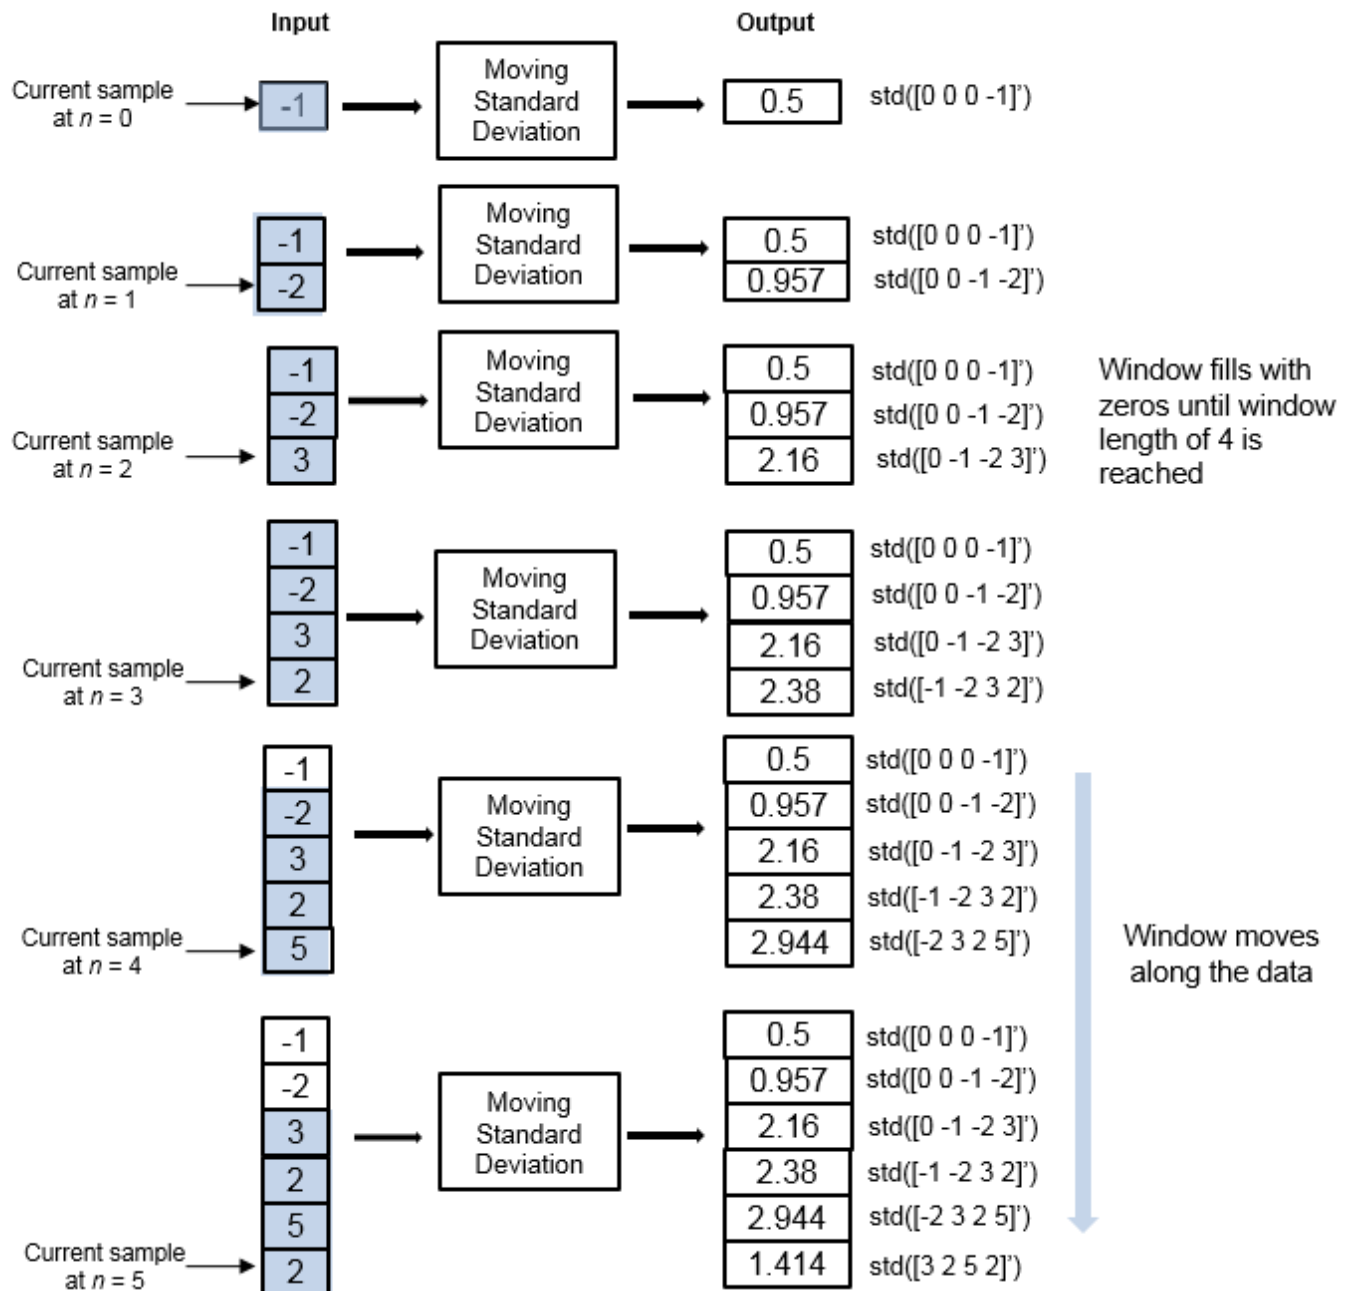 Input
Output
Current sample
at n = 0
-1
Moving
Standard
Deviation
0.5
std([0 0 0 -1]’)
Current sample
at n = 1
-1
-2
Moving
Standard
Deviation
0.5
0.957
std([0 0 0 -1]’)
std([0 0 -1 -2]’)
Current sample
at n = 2
-1
-2
3
Moving
Standard
Deviation
0.5
0.957
2.16
std([0 0 0 -1]’)
std([0 0 -1 -2]’)
std([0 -1 -2 3]’)
Window fills with
zeros until window
length of 4 is
reached
Current sample
at n = 3
-1
-2
3
2
Moving
Standard
Deviation
0.5
0.957
2.16
2.38
std([0 0 0 -1]’)
std([0 0 -1 -2]’)
std([0 -1 -2 3]’)
std([-1 -2 3 2]’)
Current sample
at n = 4
-1
-2
3
2
5
Moving
Standard
Deviation
0.5
0.957
2.16
2.38
2.944
std([0 0 0 -1]’)
std([0 0 -1 -2]’)
std([0 -1 -2 3]’)
std([-1 -2 3 2]’)
std([-2 3 2 5]’)
Window moves
along the data
Current sample
at n = 5
-1
-2
3
2
5
2
Moving
Standard
Deviation
0.5
0.957
2.16
2.38
2.944
1.414
std([0 0 0 -1]’)
std([0 0 -1 -2]’)
std([0 -1 -2 3]’)
std([-1 -2 3 2]’)
std([-2 3 2 5]’)
std([3 2 5 2]’)